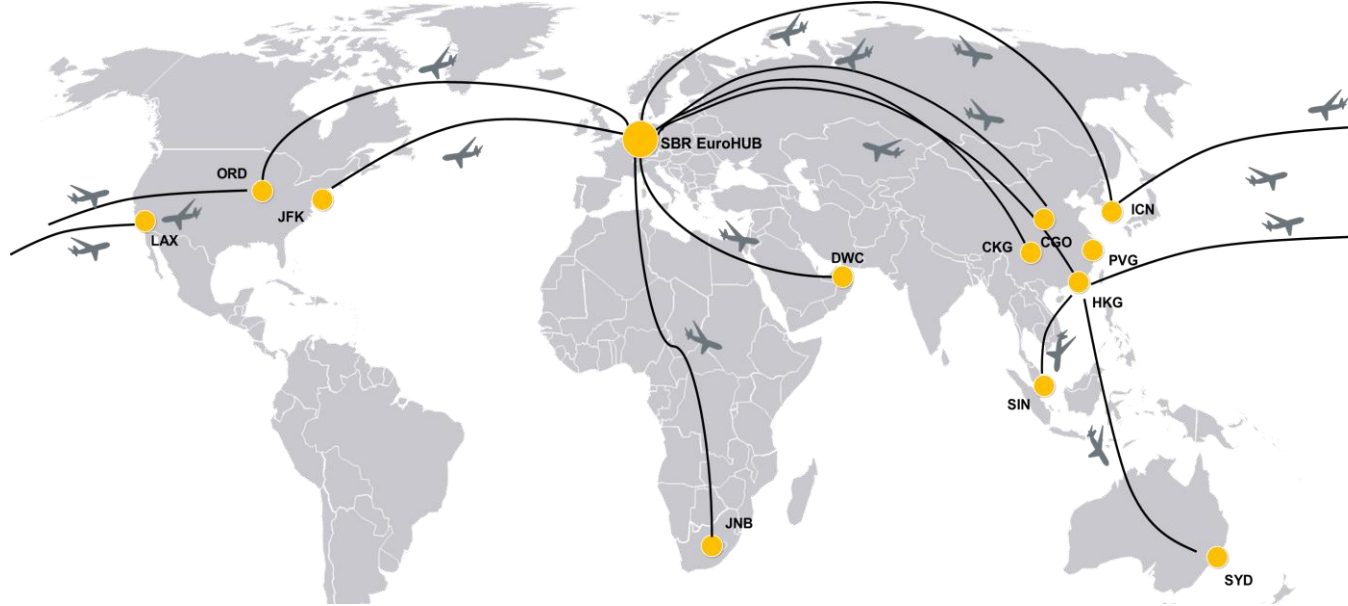 SBR EuroHUB
ORD
JFK
LAX
ICN
CKG
CGO
PVG
DWC
HKG
SIN
JNB
SYD